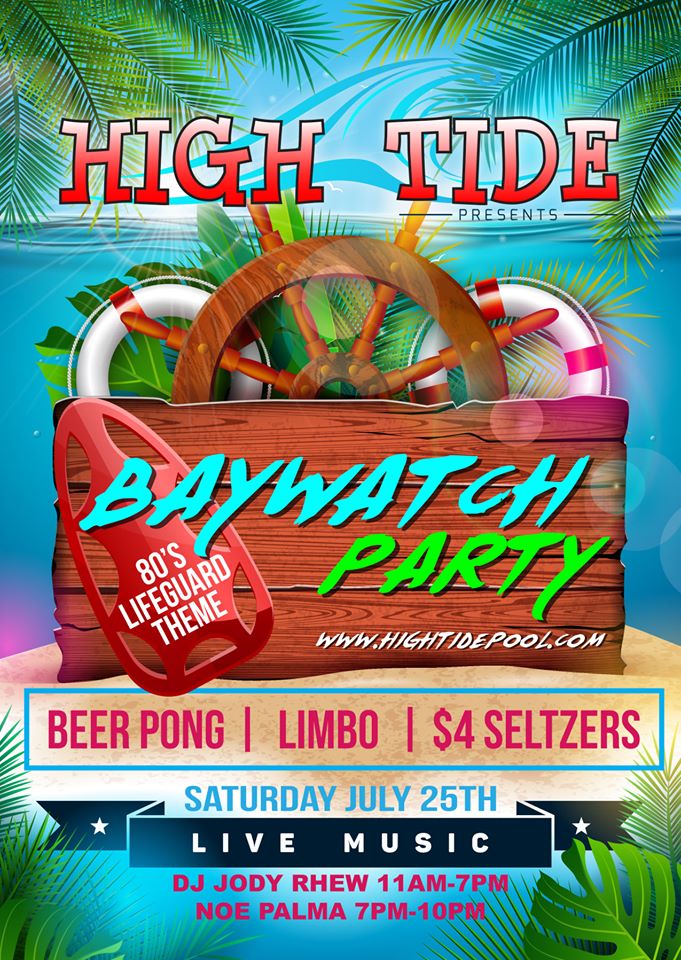 HIGH TIDE
PRESENTS
BAYWATCH
PARTY
80'S
LIFEGUARD
THEME
WWW.HIGHTIDEPOOL.COM
BEER PONG | LIMBO | $4 SELTZERS
SATURDAY JULY 25TH
LIVE MUSIC
DJ JODY RHEW 11AM-7PM
NOE PALMA 7PM-10PM